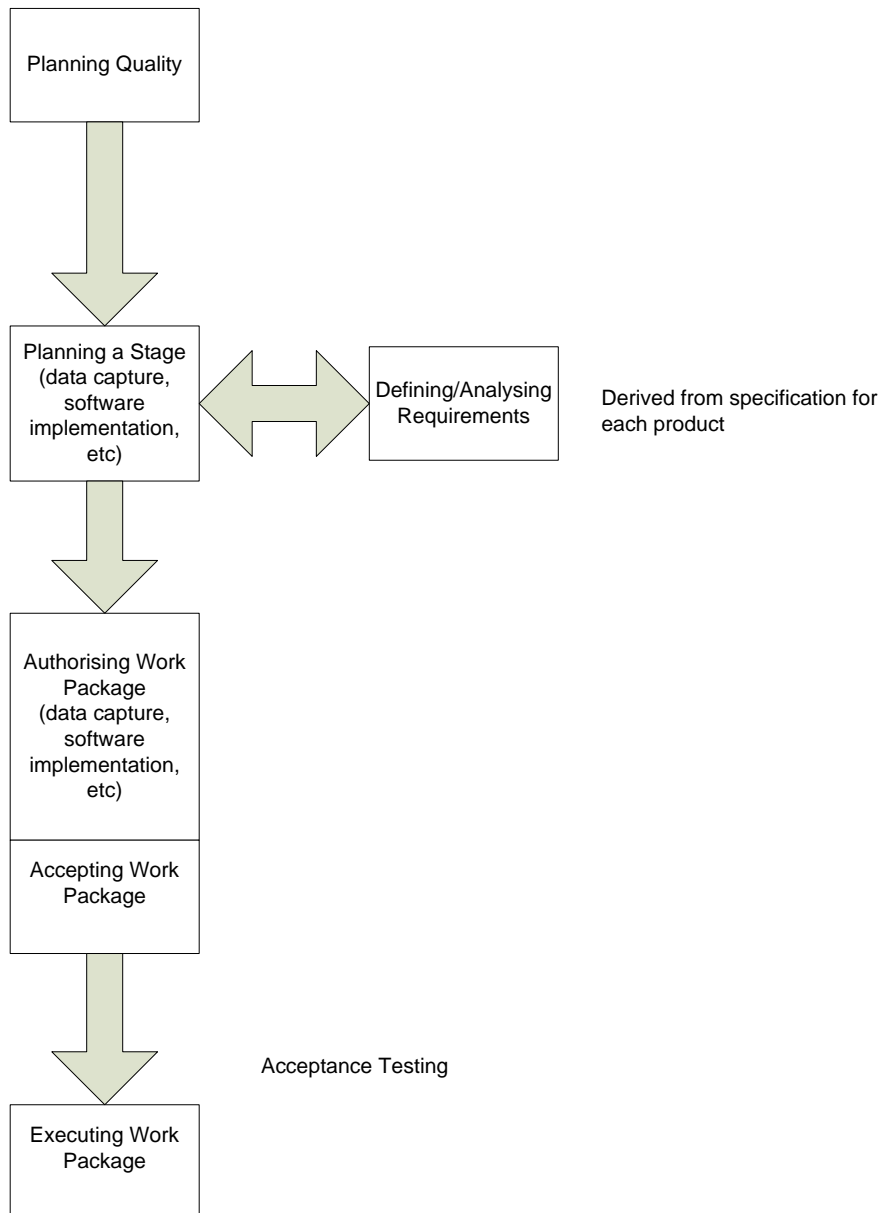 Planning Quality
Planning a Stage
(data capture,
software
implementation,
etc)
Defining/Analysing
Requirements
Derived from specification for
each product
Authorising Work
Package
(data capture,
software
implementation,
etc)
Accepting Work
Package
Acceptance Testing
Executing Work
Package